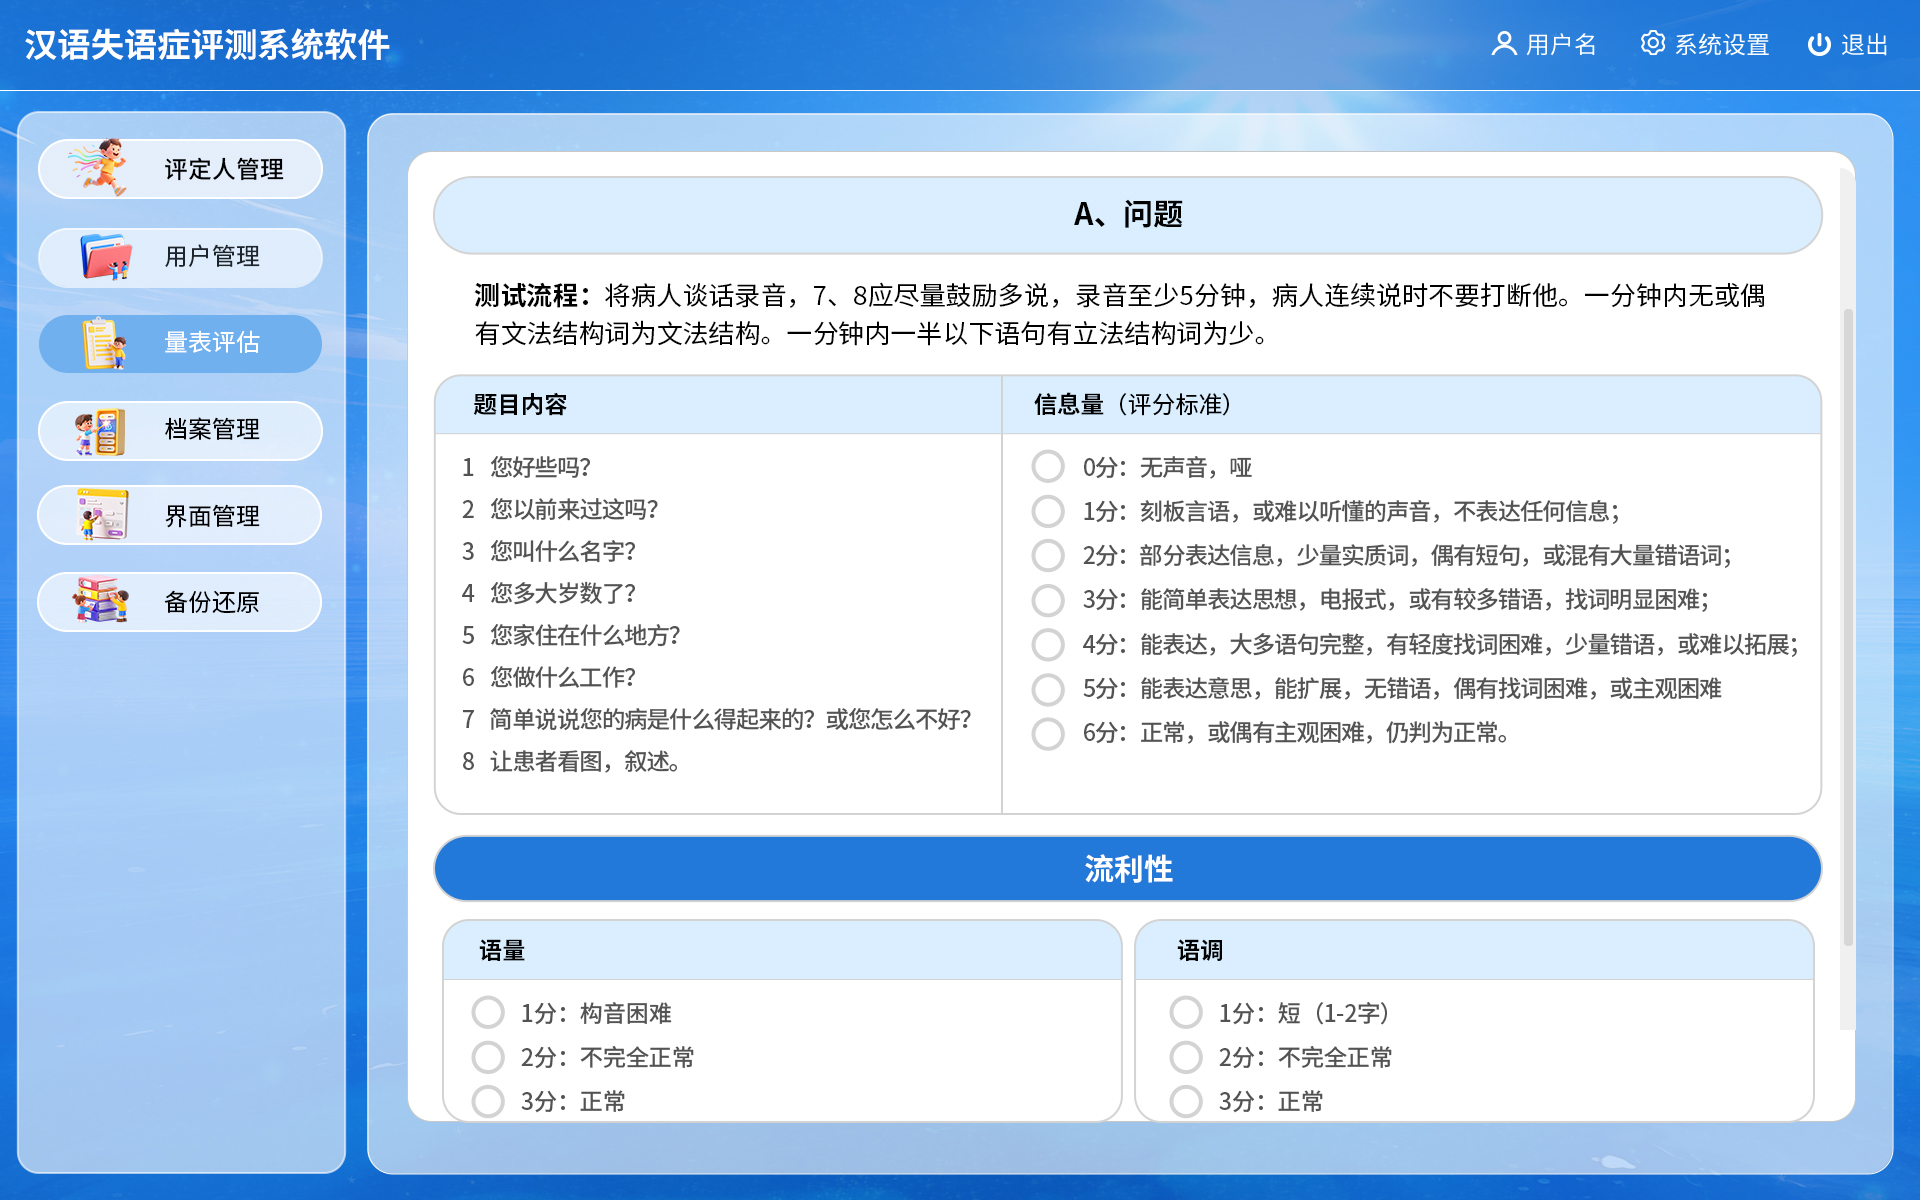 汉语失语症评测系统软件
用户名
系统设置
退出
评定人管理
用户管理
量表评估
档案管理
界面管理
备份还原
A、问题
测试流程：将病人谈话录音，7、8应尽量鼓励多说，录音至少5分钟，病人连续说时不要打断他。一分钟内无或偶
有文法结构词为文法结构。一分钟内一半以下语句有立法结构词为少。
题目内容
1 您好些吗？
2 您以前来过这吗？
3 您叫什么名字？
4 您多大岁数了？
5 您家住在什么地方？
6 您做什么工作？
7 简单说说您的病是什么得起来的？或您怎么不好？
8 让患者看图，叙述。
信息量（评分标准）
0分：无声音，哑
1分：刻板言语，或难以听懂的声音，不表达任何信息；
2分：部分表达信息，少量实质词，偶有短句，或混有大量错语词；
3分：能简单表达思想，电报式，或有较多错语，找词明显困难；
4分：能表达，大多语句完整，有轻度找词困难，少量错语，或难以拓展；
5分：能表达意思，能扩展，无错语，偶有找词困难，或主观困难
6分：正常，或偶有主观困难，仍判为正常。
流利性
语量
1分：构音困难
2分：不完全正常
3分：正常
语调
1分：短（1-2字）
2分：不完全正常
3分：正常